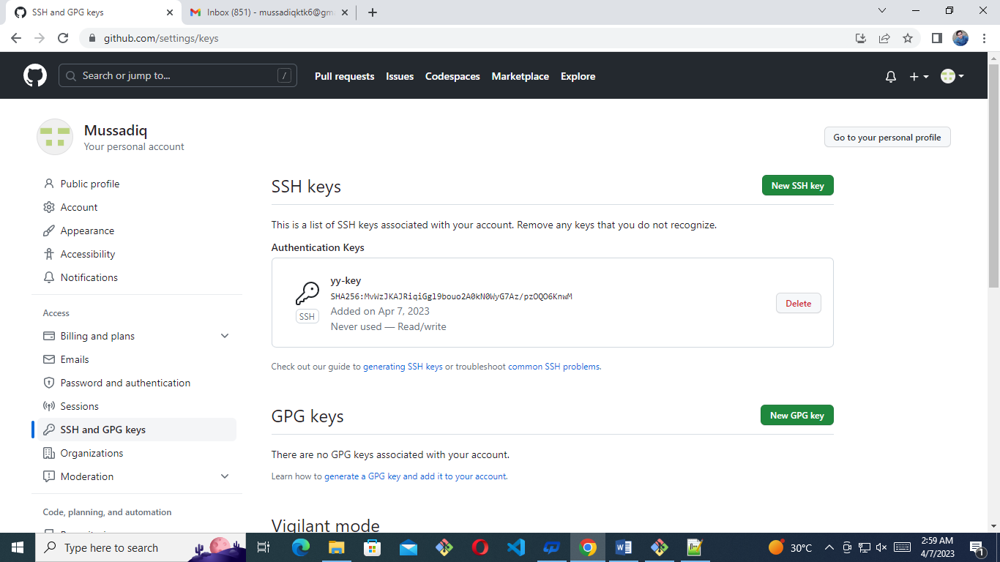 SSH and GPG keys
Inbox (851) - mussadiqktk6@gm
github.com/settings/keys
Search or jump to...
/
Pull requests
Issues
Codespaces
Marketplace
Explore
Mussadiq
Your personal account
Go to your personal profile
Public profile
Account
Appearance
Accessibility
Notifications
Access
Billing and plans
Emails
Password and authentication
Sessions
SSH and GPG keys
Organizations
Moderation
Code, planning, and automation
SSH keys
New SSH key
This is a list of SSH keys associated with your account. Remove any keys that you do not recognize.
Authentication Keys
yy-key
SHA256:MvWzJKAJRiqiGgl9bouo2A0kN0WyG7Az/pzOQO6KnwM
Added on Apr 7, 2023
Never used — Read/write
SSH
Delete
Check out our guide to generating SSH keys or troubleshoot common SSH problems.
GPG keys
New GPG key
There are no GPG keys associated with your account.
Learn how to generate a GPG key and add it to your account.
Vigilant mode
Type here to search
30°C
2:59 AM
4/7/2023
1